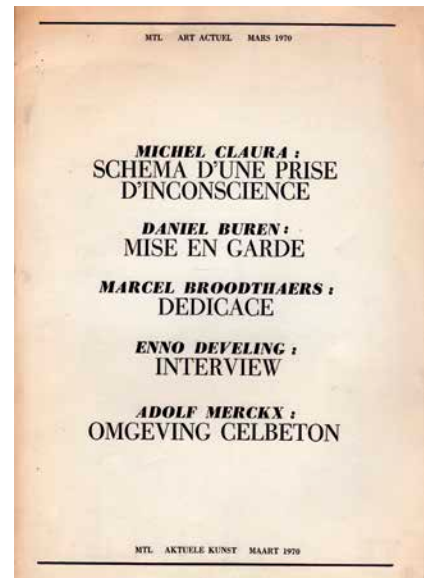 MTL ART ACTUEL MARS 1970
MICHEL CLAURA :
SCHEMA D'UNE PRISE
D'INCONSCIENCE
DANIEL BUREN :
MISE EN GARDE
MARCEL BROODTHAERS :
DEDICACE
ENNO DEVELING :
INTERVIEW
ADOLF MERCKX :
OMGEVING CELBETON
MTL AKTUELE KUNST MAART 1970